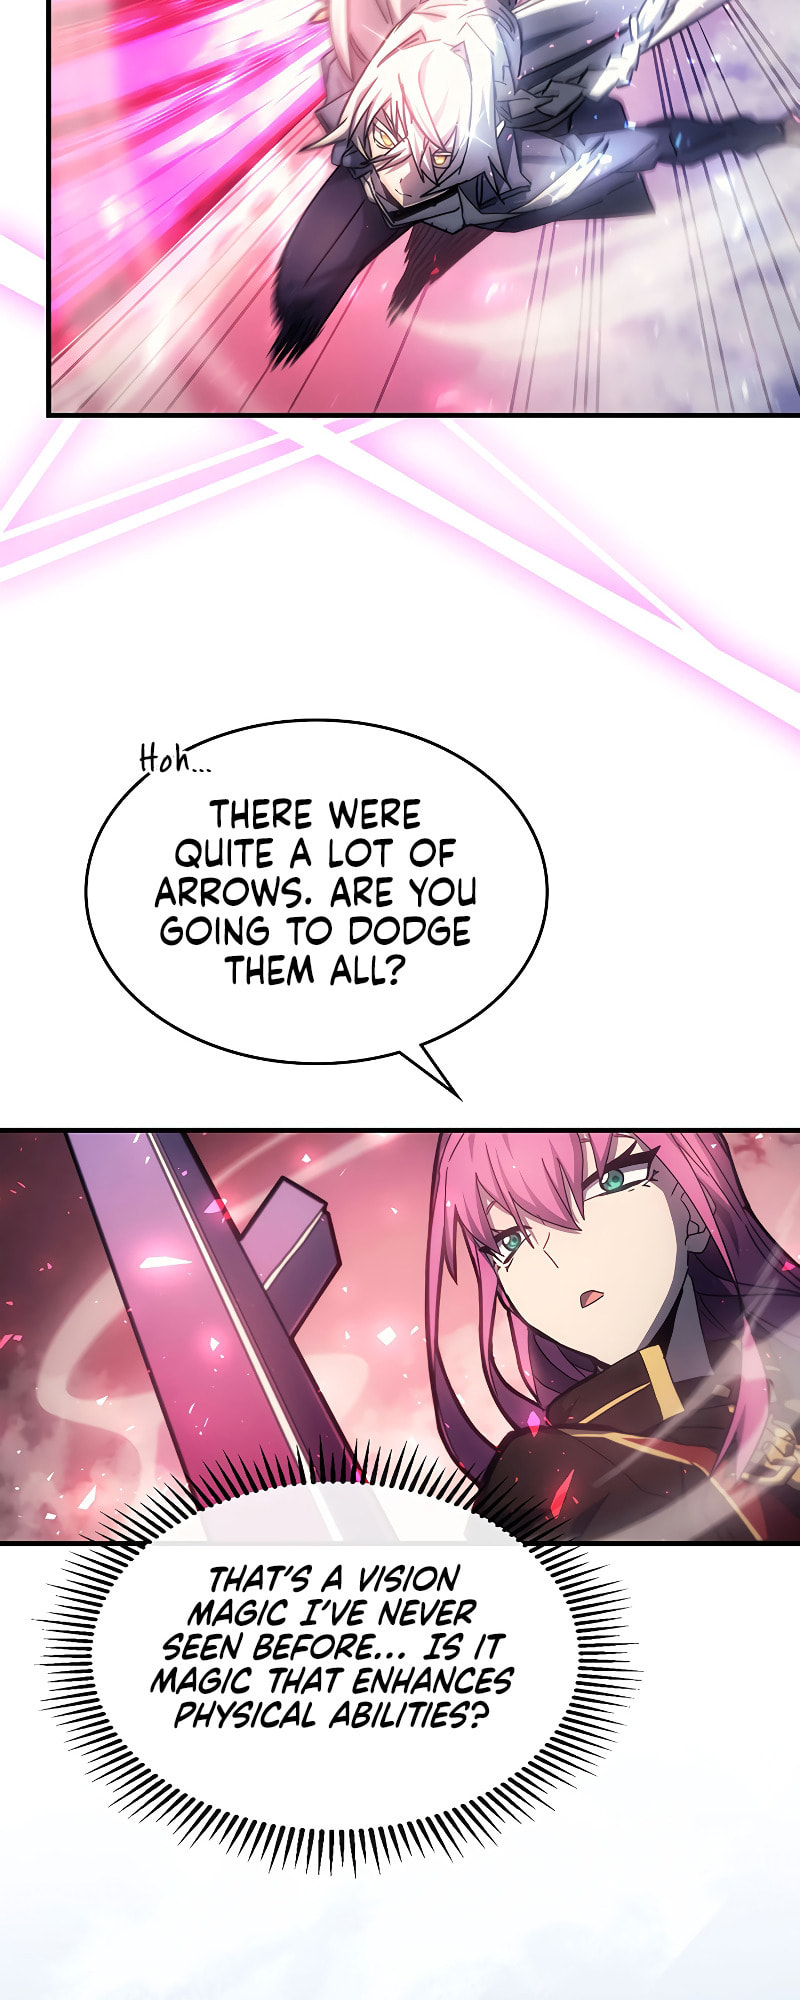 Hoh...
THERE WERE
QUITE A LOT OF
ARROWS. ARE YOU
GOING TO DODGE
THEM ALL?
THAT'S A VISION
MAGIC I'VE NEVER
SEEN BEFORE... IS IT
MAGIC THAT ENHANCES
PHYSICAL ABILITIES?